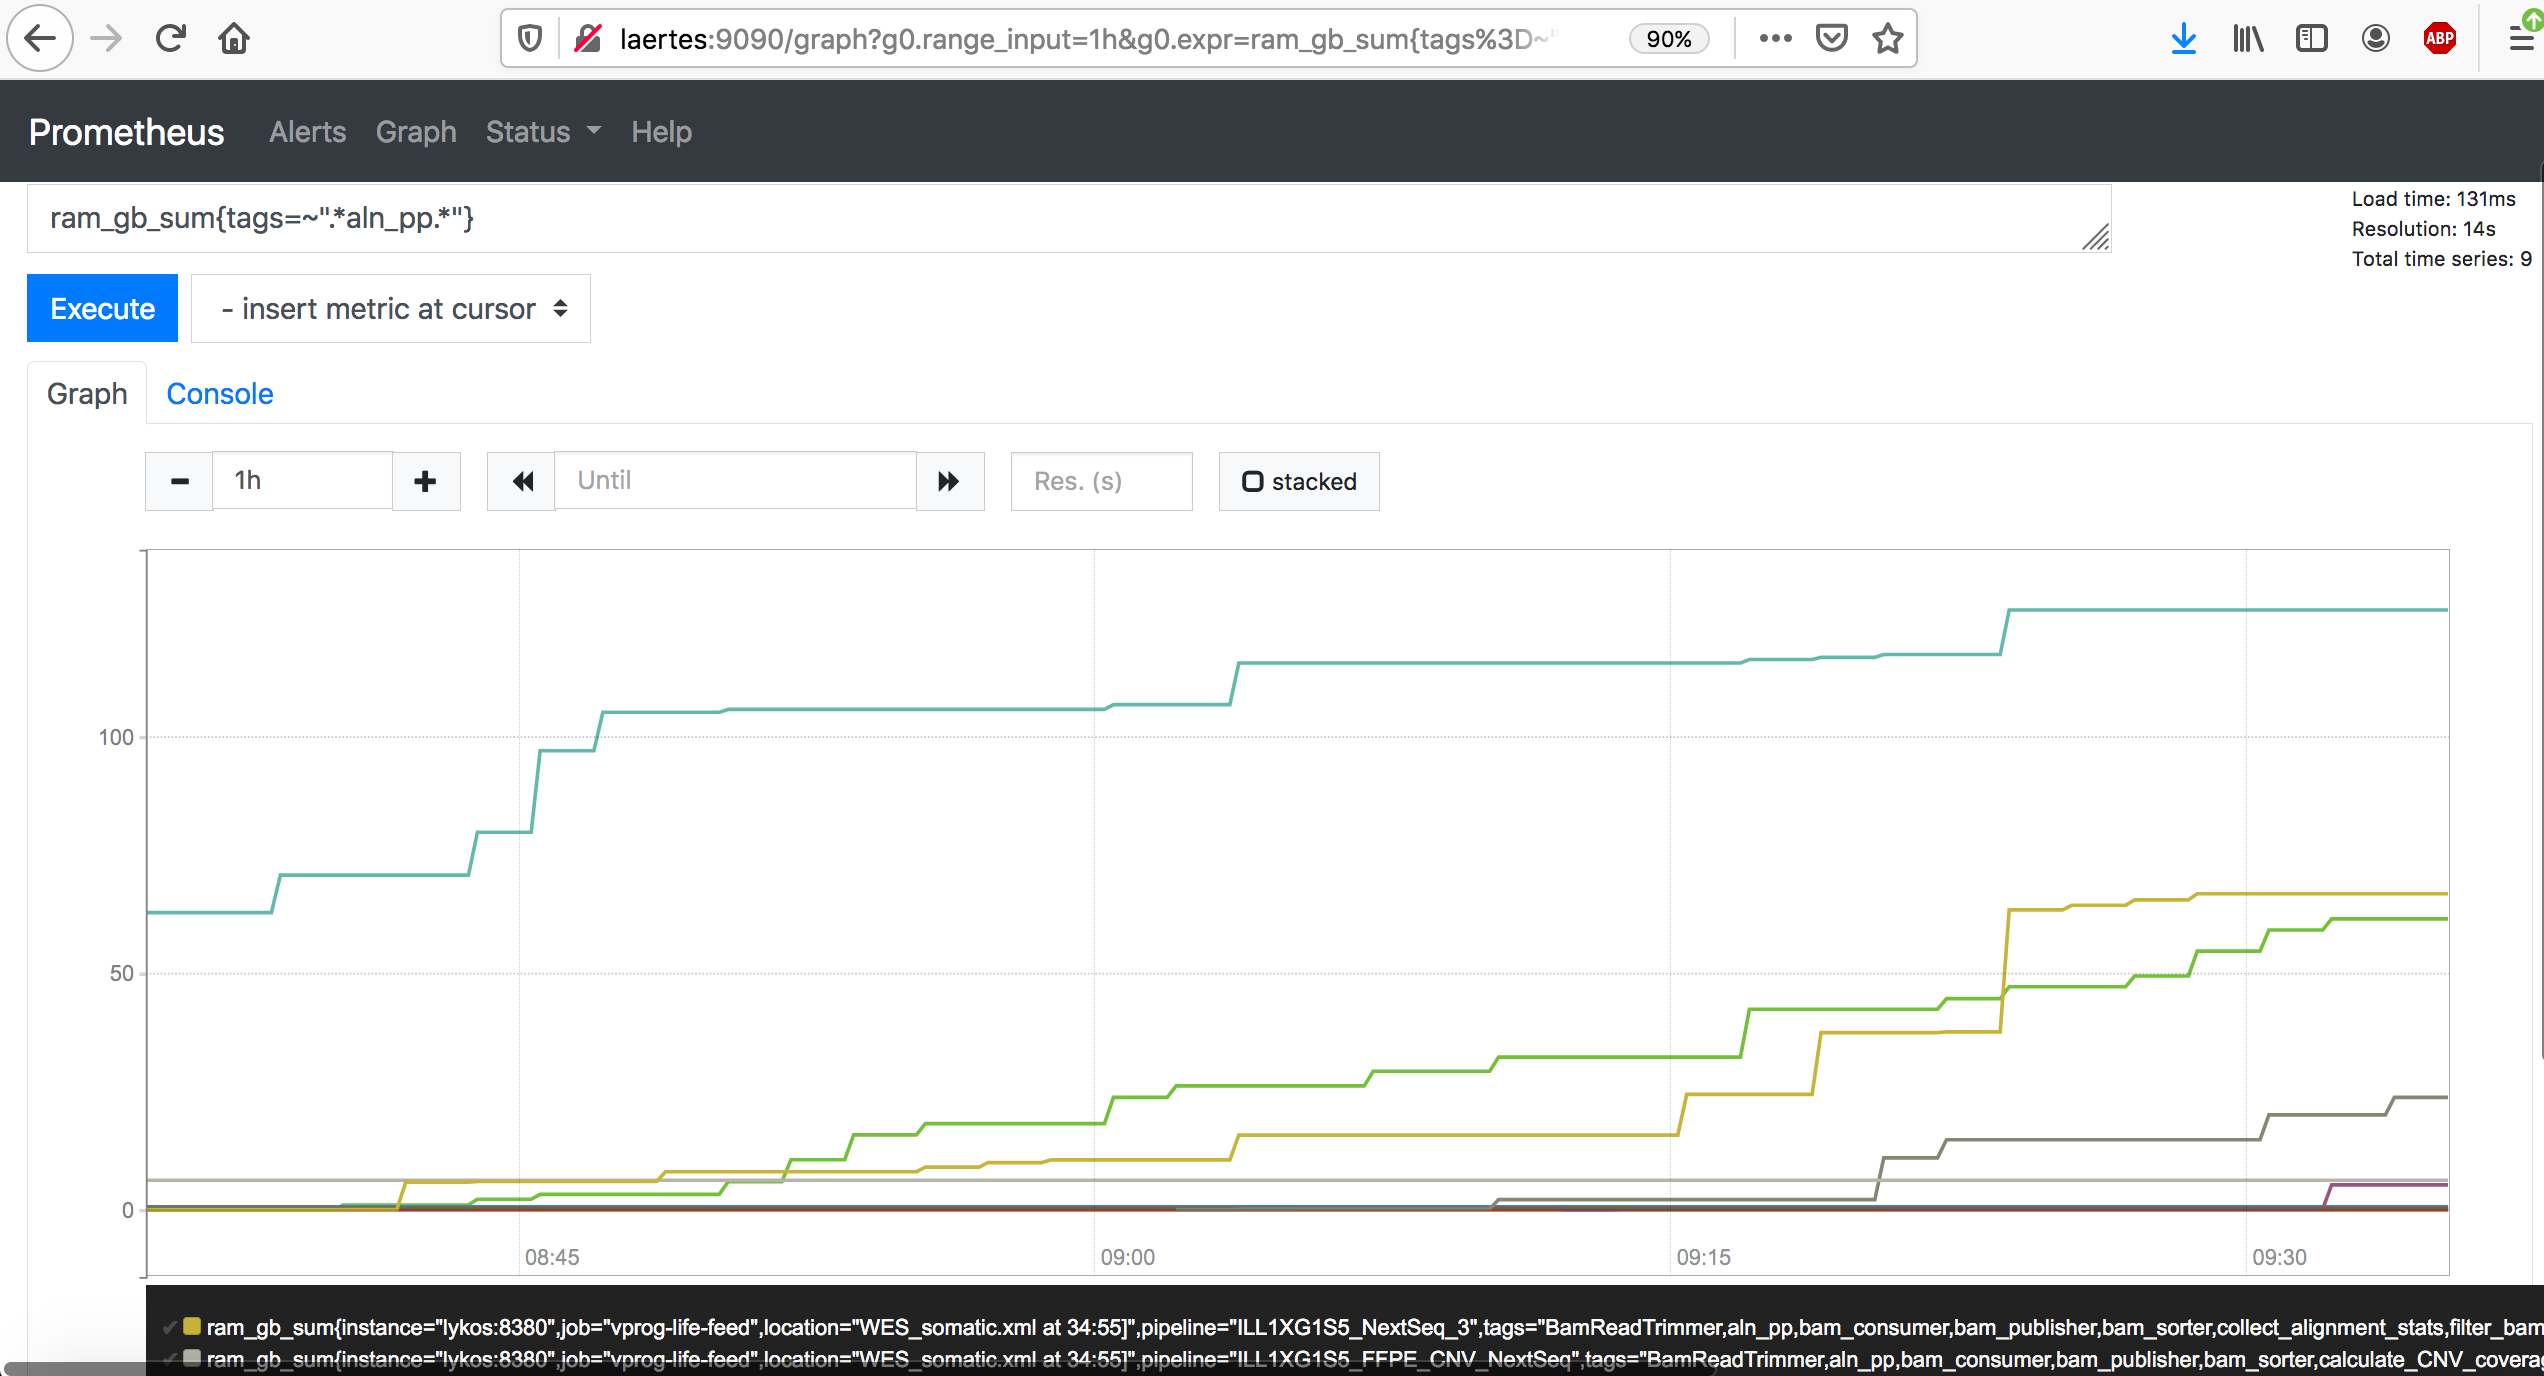 laertes:9090/graph?g0.range_input=1h&g0.expr=ram_gb_sum{tags%3D~" 90% ABP
Prometheus Alerts Graph Status Help
ram_gb_sum{tags=~".*aln_pp.*"}
Load time: 131ms
Resolution: 14s
Total time series: 9
Execute - insert metric at cursor
Graph Console
1h Until Res. (s) stacked
100
50
0
08:45 09:00 09:15 09:30
ram_gb_sum{instance="lykos:8380",job="vprog-life-feed",location="WES_somatic.xml at 34:55]",pipeline="ILL1XG1S5_NextSeq_3",tags="BamReadTrimmer,aln_pp,bam_consumer,bam_publisher,bam_sorter,collect_alignment_stats,filter_bam
ram_gb_sum{instance="lykos:8380",job="vprog-life-feed",location="WES_somatic.xml at 34:55]",pipeline="ILL1XG1S5_FFPE_CNV_NextSeq",tags="BamReadTrimmer,aln_pp,bam_consumer,bam_publisher,bam_sorter,calculate_CNV_coverag